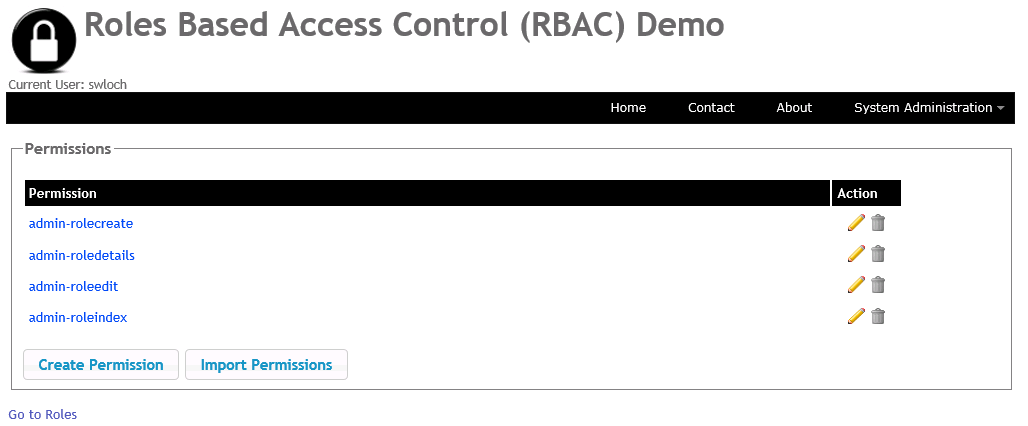 Roles Based Access Control (RBAC) Demo
Current User: swloch
Home Contact About System Administration
Permissions
Permission Action
admin-rolecreate
admin-roledetails
admin-roleedit
admin-roleindex
Create Permission Import Permissions
Go to Roles